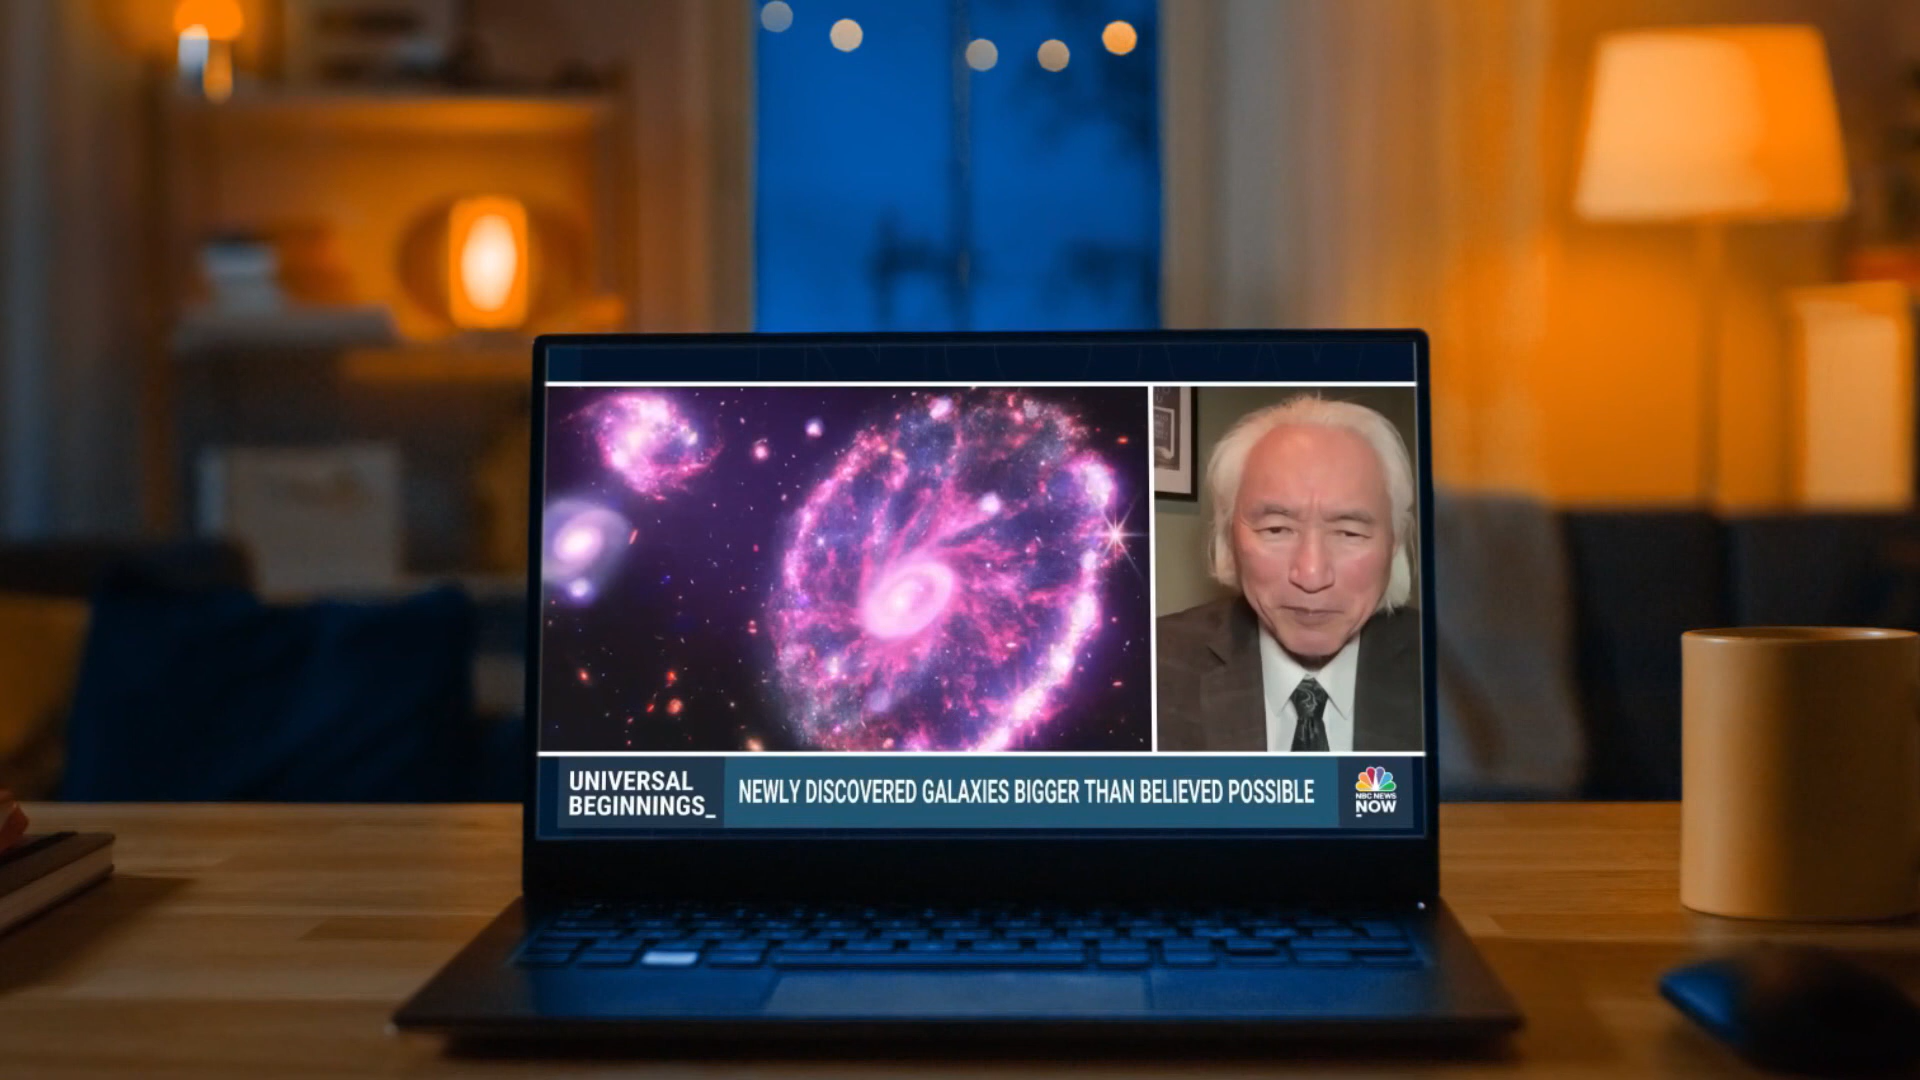 UNIVERSAL
BEGINNINGS_
NEWLY DISCOVERED GALAXIES BIGGER THAN BELIEVED POSSIBLE
NBC NEWS
NOW